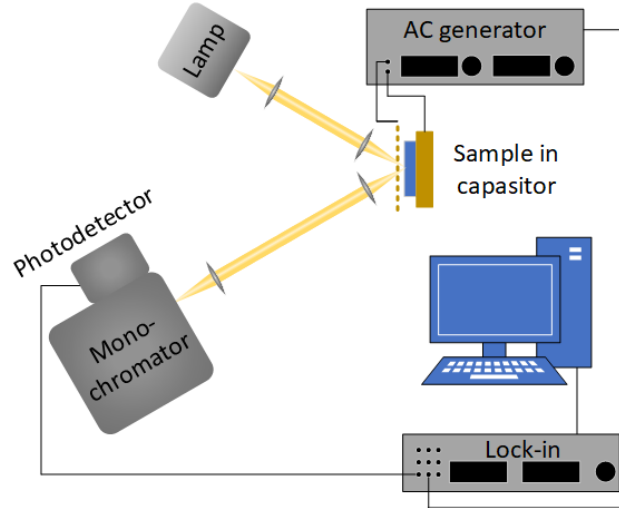 Lamp
AC generator
Sample in
capasitor
Photodetector
Mono-
chromator
Lock-in